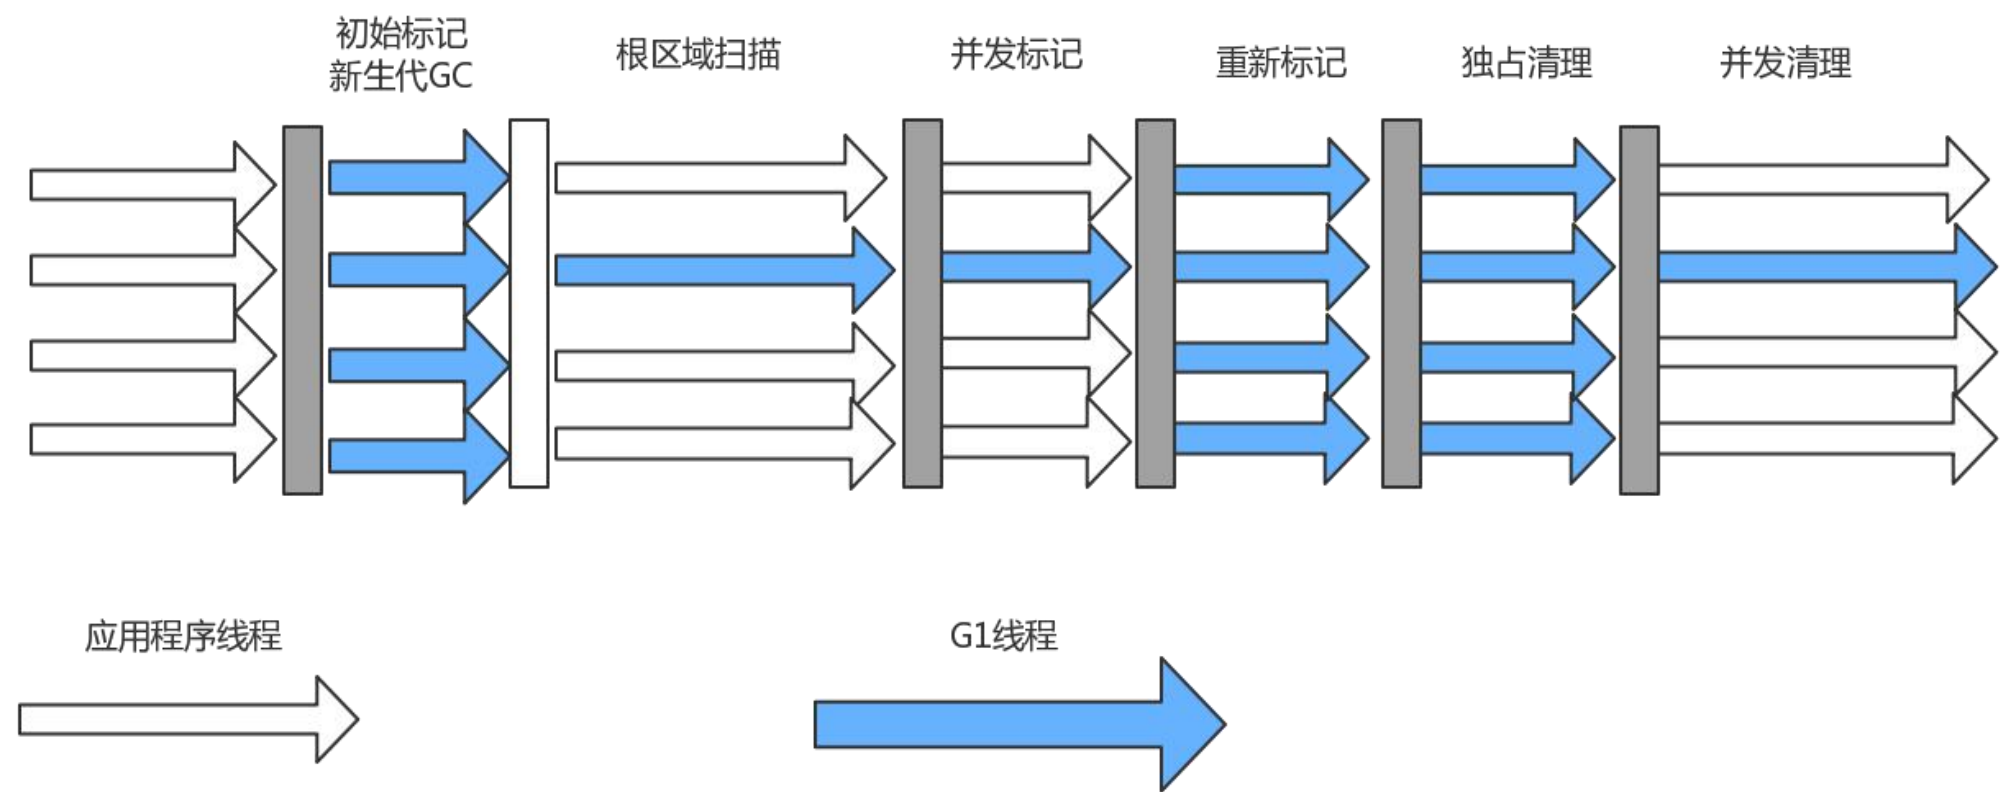 初始标记
新生代GC
根区域扫描
并发标记
重新标记
独占清理
并发清理
应用程序线程
G1线程